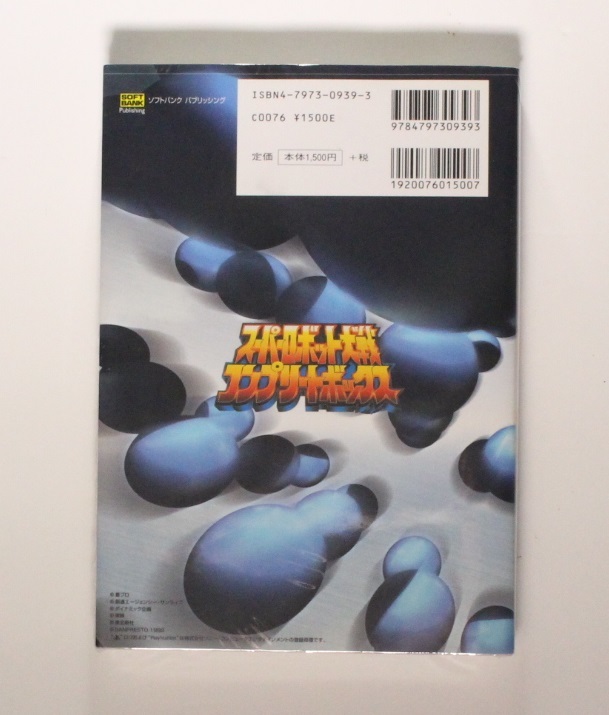 SOFT
BANK
Publishing
ソフトバンク パブリッシング
ISBN4-7973-0939-3
C0076 ¥1500E
9784797309393
定価 本体1,500円 +税
1920076015007
スーパーロボット大戦
コンプリートボックス